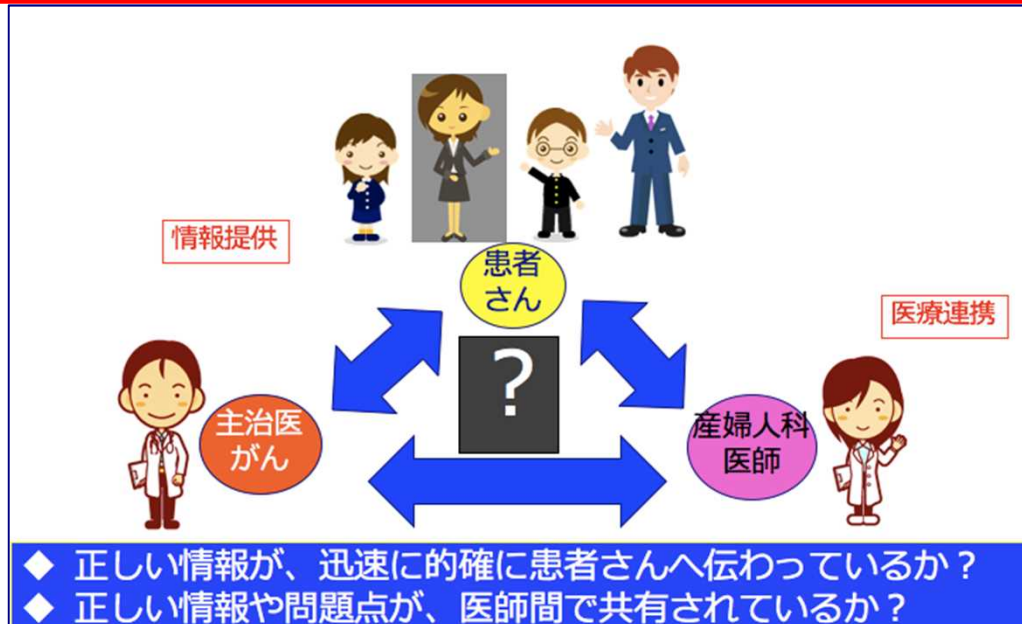 情報提供
患者
さん
医療連携
?
主治医
がん
産婦人科
医師
◆ 正しい情報が、迅速に的確に患者さんへ伝わっているか?
◆ 正しい情報や問題点が、医師間で共有されているか?